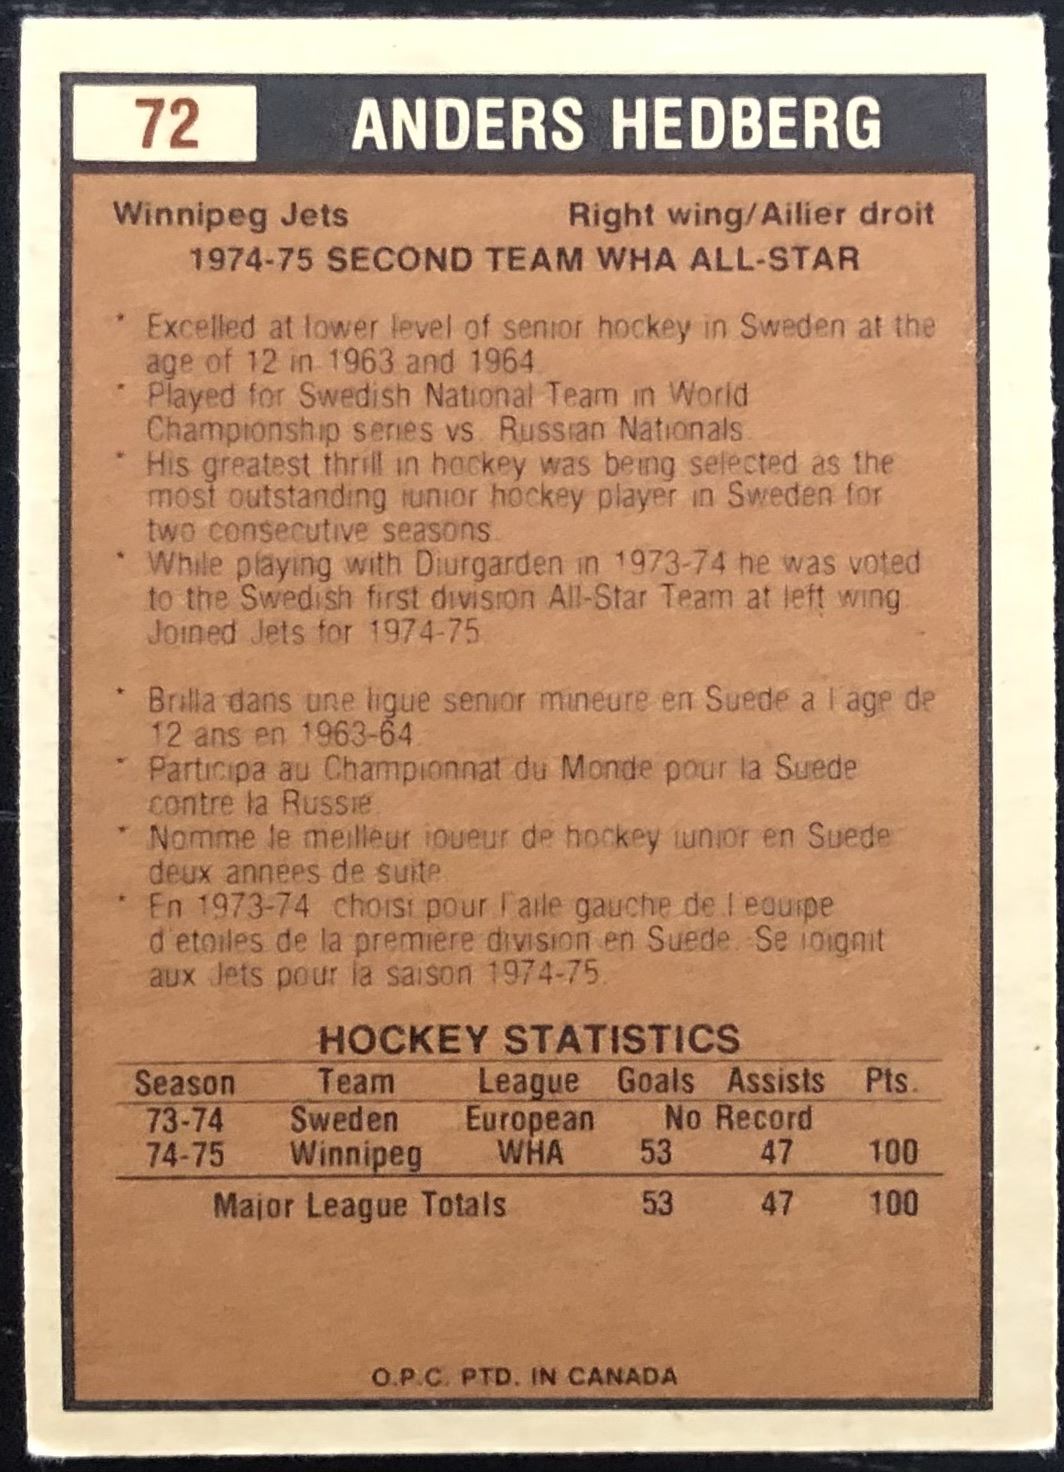 72 ANDERS HEDBERG
Winnipeg Jets Right wing/Ailier droit
1974-75 SECOND TEAM WHA ALL-STAR
* Excelled at lower level of senior hockey in Sweden at the
age of 12 in 1963 and 1964.
* Played for Swedish National Team in World
Championship series vs. Russian Nationals.
* His greatest thrill in hockey was being selected as the
most outstanding junior hockey player in Sweden for
two consecutive seasons.
* While playing with Djurgarden in 1973-74 he was voted
to the Swedish first division All-Star Team at left wing.
Joined Jets for 1974-75.
* Brilla dans une ligue senior mineure en Suede a l'age de
12 ans en 1963-64.
* Participa au Championnat du Monde pour la Suede
contre la Russie.
* Nomme le meilleur joueur de hockey junior en Suede
deux annees de suite.
* En 1973-74, choisi pour l'aile gauche de l'equipe
d'etoiles de la premiere division en Suede. Se joignit
aux Jets pour la saison 1974-75.
HOCKEY STATISTICS
Season Team League Goals Assists Pts.
73-74 Sweden European No Record
74-75 Winnipeg WHA 53 47 100
Major League Totals 53 47 100
O.P.C. PTD. IN CANADA